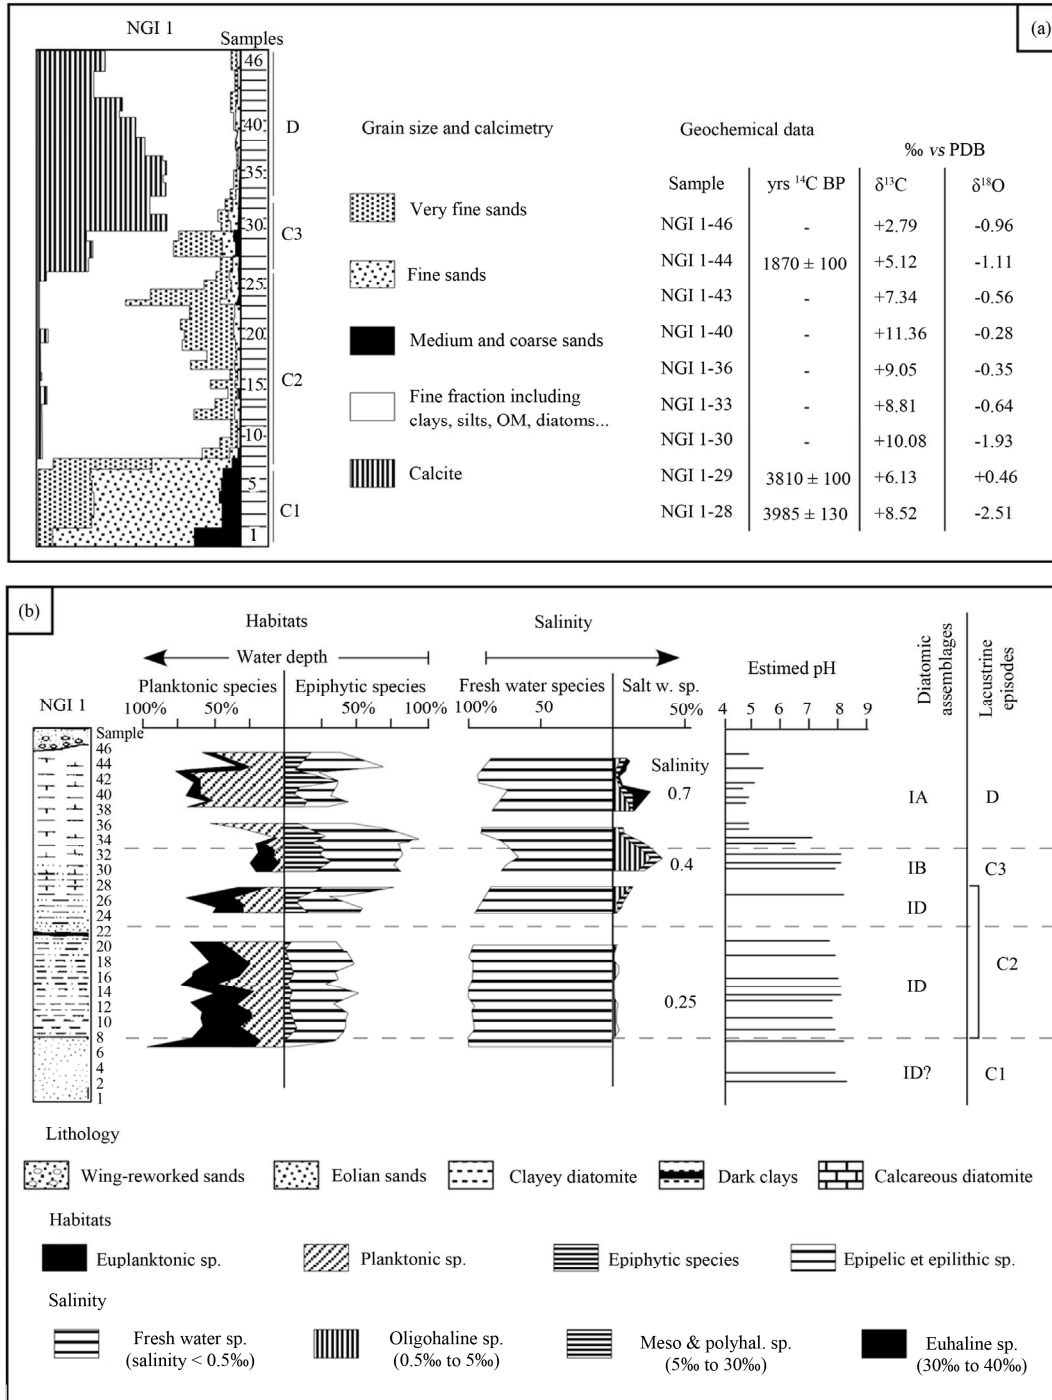 (a)
NGI 1
Samples
46
40
35
30
25
20
15
10
5
1
D
C3
C2
C1
Grain size and calcimetry
Very fine sands
Fine sands
Medium and coarse sands
Fine fraction including
clays, silts, OM, diatoms...
Calcite
Geochemical data
‰ vs PDB
Sample yrs ¹⁴C BP δ¹³C δ¹⁸O
NGI 1-46 - +2.79 -0.96
NGI 1-44 1870 ± 100 +5.12 -1.11
NGI 1-43 - +7.34 -0.56
NGI 1-40 - +11.36 -0.28
NGI 1-36 - +9.05 -0.35
NGI 1-33 - +8.81 -0.64
NGI 1-30 - +10.08 -1.93
NGI 1-29 3810 ± 100 +6.13 +0.46
NGI 1-28 3985 ± 130 +8.52 -2.51
(b)
Habitats
Water depth
Planktonic species Epiphytic species
100% 50% 50% 100%
Salinity
Fresh water species Salt w. sp.
100% 50 50%
Estimed pH
4 5 6 7 8 9
Diatomic
assemblages
Lacustrine
episodes
NGI 1
Sample
46
44
42
40
38
36
34
32
30
28
26
24
22
20
18
16
14
12
10
8
6
4
2
1
Salinity
0.7
0.4
0.25
IA
IB
ID
ID
ID?
D
C3
C2
C1
Lithology
Wing-reworked sands Eolian sands Clayey diatomite Dark clays Calcareous diatomite
Habitats
Euplanktonic sp. Planktonic sp. Epiphytic species Epipelic et epilithic sp.
Salinity
Fresh water sp. Oligohaline sp. Meso & polyhal. sp. Euhaline sp.
(salinity < 0.5‰) (0.5‰ to 5‰) (5‰ to 30‰) (30‰ to 40‰)